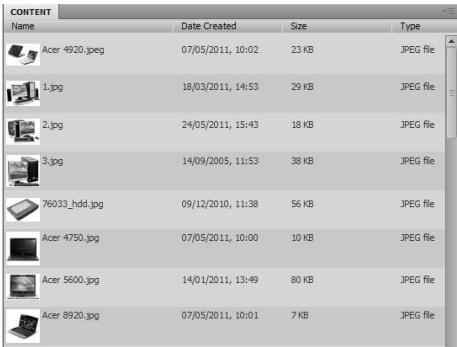 CONTENT
Name Date Created Size Type
Acer 4920.jpeg 07/05/2011, 10:02 23 KB JPEG file
1.jpg 18/03/2011, 14:53 29 KB JPEG file
2.jpg 24/05/2011, 15:43 18 KB JPEG file
3.jpg 14/09/2005, 11:53 38 KB JPEG file
76033_hdd.jpg 09/12/2010, 11:38 56 KB JPEG file
Acer 4750.jpg 07/05/2011, 10:00 10 KB JPEG file
Acer 5600.jpg 14/01/2011, 13:49 80 KB JPEG file
Acer 8920.jpg 07/05/2011, 10:01 7 KB JPEG file